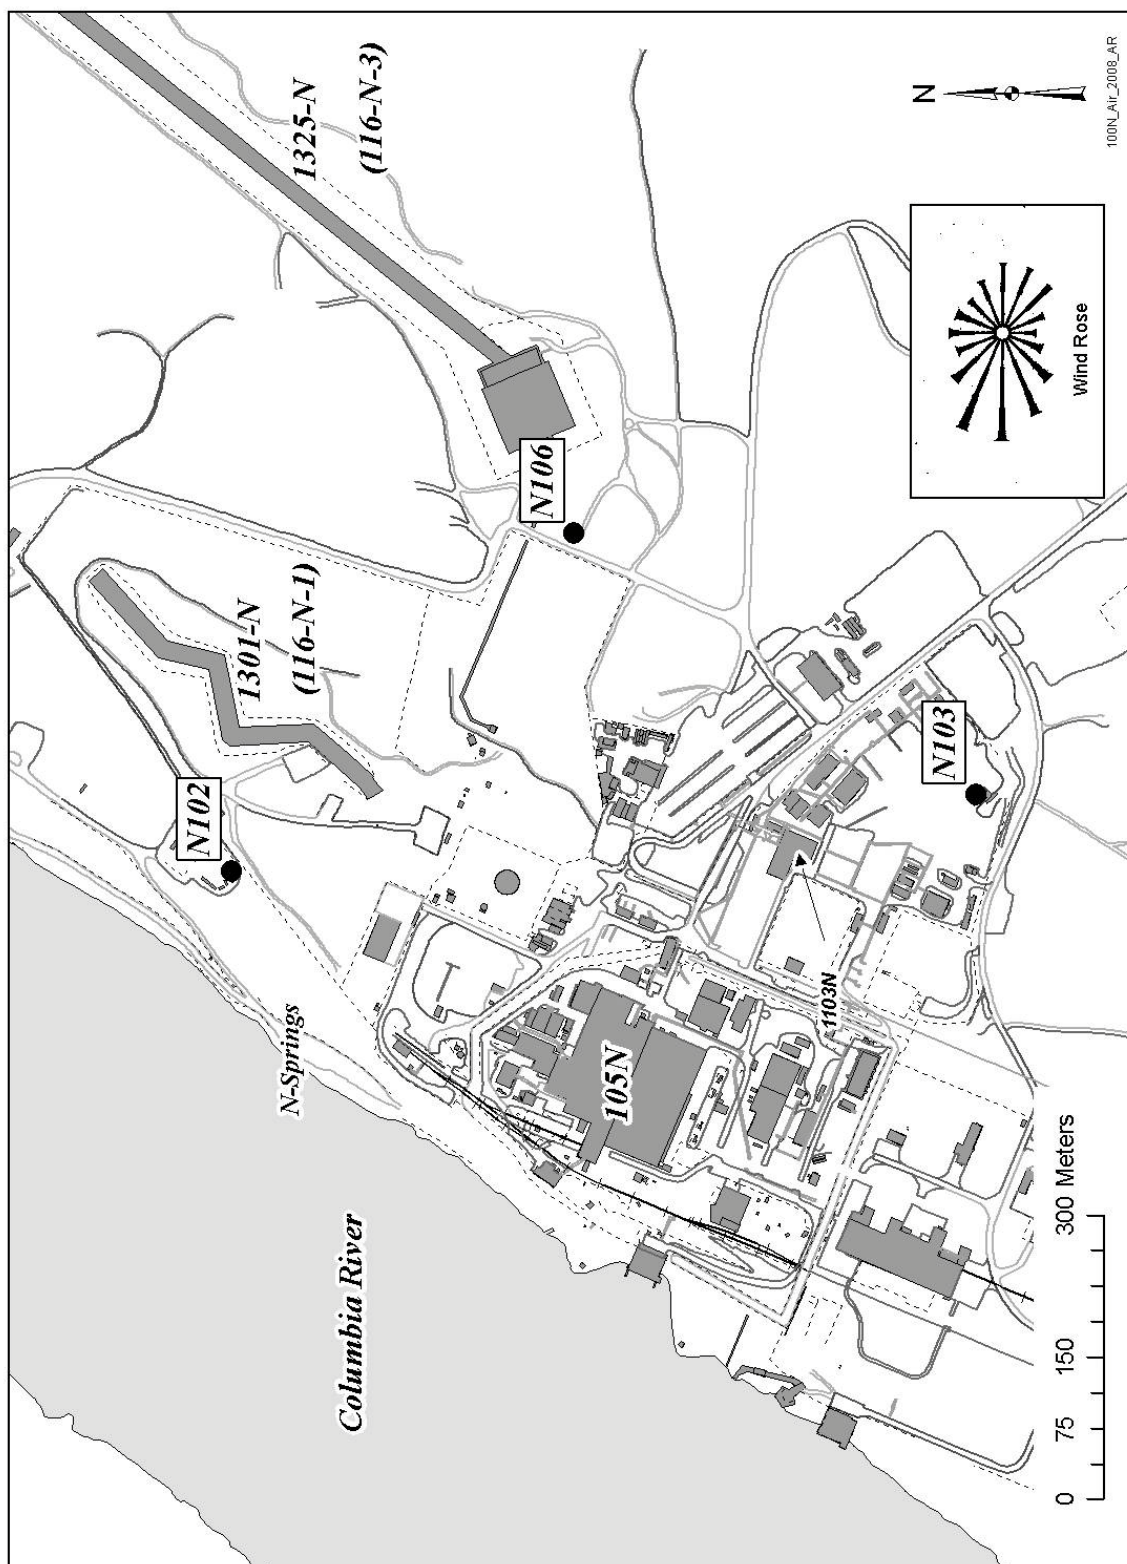 1325-N
(116-N-3)
1301-N
(116-N-1)
N106
N102
N103
N-Springs
105N
1103N
Columbia River
N
Wind Rose
0 75 150 300 Meters
100N_Air_2008_AR